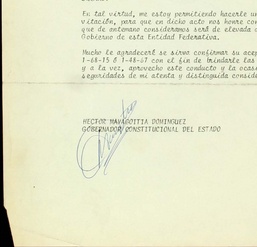 En tal virtud, me estoy permitiendo hacerle un
vitación, para que en dicho acto nos honre con
que de antemano consideramos será de elevada c
Gobierno de esta Entidad Federativa.
Mucho le agradeceré se sirva confirmar su acep
1-68-15 ó 1-48-67 con el fin de brindarle las
y a la vez, aprovecho este conducto y la ocas
seguridades de mi atenta y distinguida conside
HECTOR MAYAGOITIA DOMINGUEZ
GOBERNADOR CONSTITUCIONAL DEL ESTADO